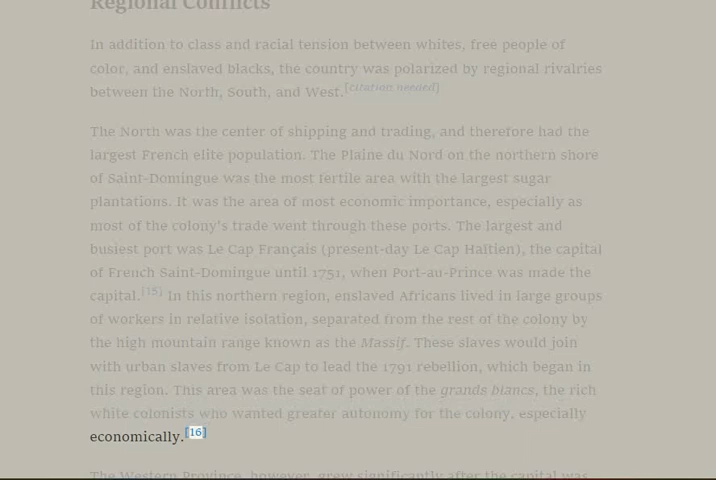 Regional Conflicts
In addition to class and racial tension between whites, free people of
color, and enslaved blacks, the country was polarized by regional rivalries
between the North, South, and West.[citation needed]
The North was the center of shipping and trading, and therefore had the
largest French elite population. The Plaine du Nord on the northern shore
of Saint-Domingue was the most fertile area with the largest sugar
plantations. It was the area of most economic importance, especially as
most of the colony's trade went through these ports. The largest and
busiest port was Le Cap Français (present-day Le Cap Haïtien), the capital
of French Saint-Domingue until 1751, when Port-au-Prince was made the
capital.[15] In this northern region, enslaved Africans lived in large groups
of workers in relative isolation, separated from the rest of the colony by
the high mountain range known as the Massif. These slaves would join
with urban slaves from Le Cap to lead the 1791 rebellion, which began in
this region. This area was the seat of power of the grands blancs, the rich
white colonists who wanted greater autonomy for the colony, especially
economically.[16]
The Western Province, however, grew significantly after the capital was